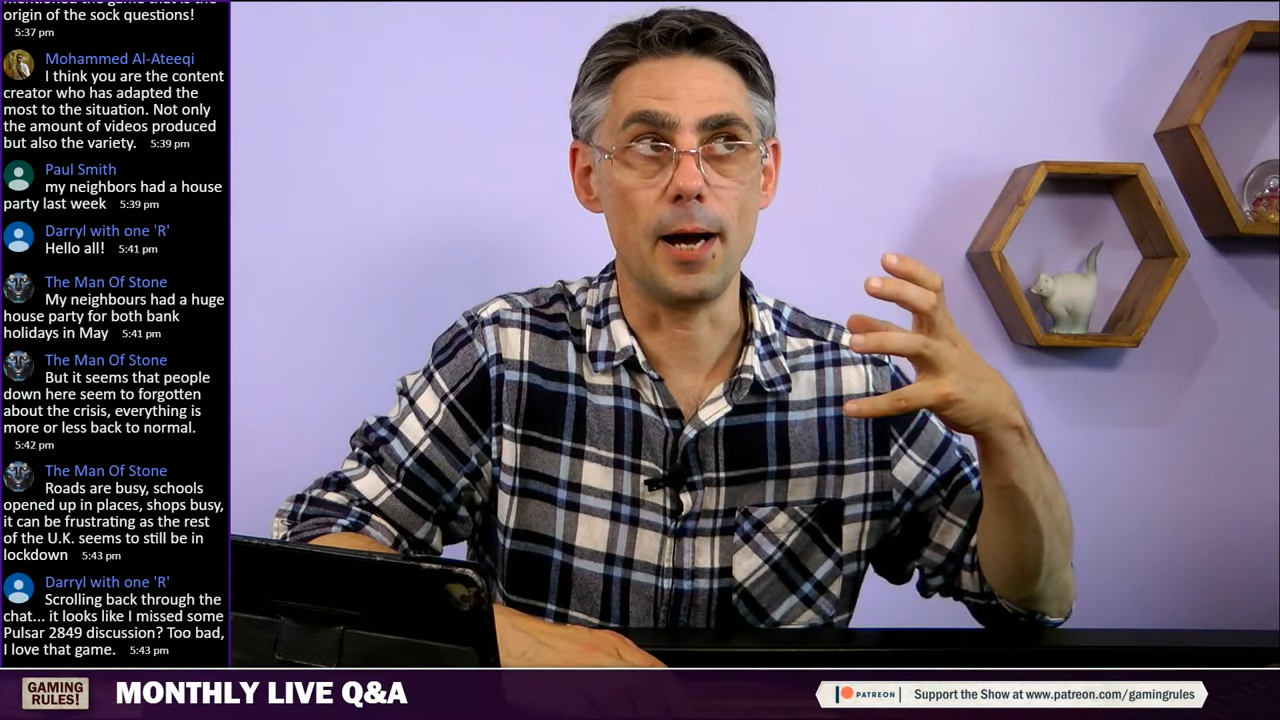 mentioned the game that is the
origin of the sock questions!
5:37 pm
Mohammed Al-Ateeqi
I think you are the content
creator who has adapted the
most to the situation. Not only
the amount of videos produced
but also the variety. 5:39 pm
Paul Smith
my neighbors had a house
party last week 5:39 pm
Darryl with one 'R'
Hello all! 5:41 pm
The Man Of Stone
My neighbours had a huge
house party for both bank
holidays in May 5:41 pm
The Man Of Stone
But it seems that people
down here seem to forgotten
about the crisis, everything is
more or less back to normal.
5:42 pm
The Man Of Stone
Roads are busy, schools
opened up in places, shops busy,
it can be frustrating as the rest
of the U.K. seems to still be in
lockdown 5:43 pm
Darryl with one 'R'
Scrolling back through the
chat... it looks like I missed some
Pulsar 2849 discussion? Too bad,
I love that game. 5:43 pm
GAMING
RULES!
MONTHLY LIVE Q&A
PATREON
Support the Show at www.patreon.com/gamingrules